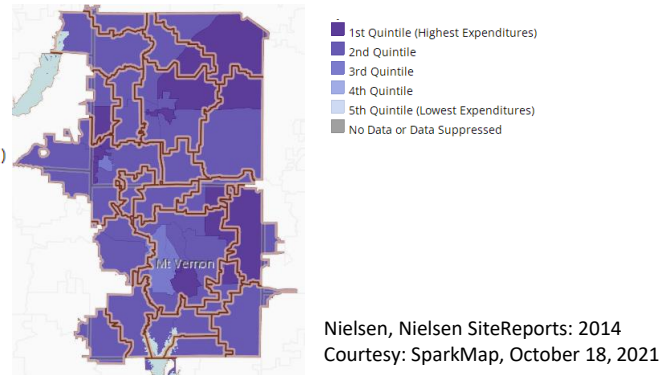 1st Quintile (Highest Expenditures)
2nd Quintile
3rd Quintile
4th Quintile
5th Quintile (Lowest Expenditures)
No Data or Data Suppressed
)
Mt Vernon
Nielsen, Nielsen SiteReports: 2014
Courtesy: SparkMap, October 18, 2021